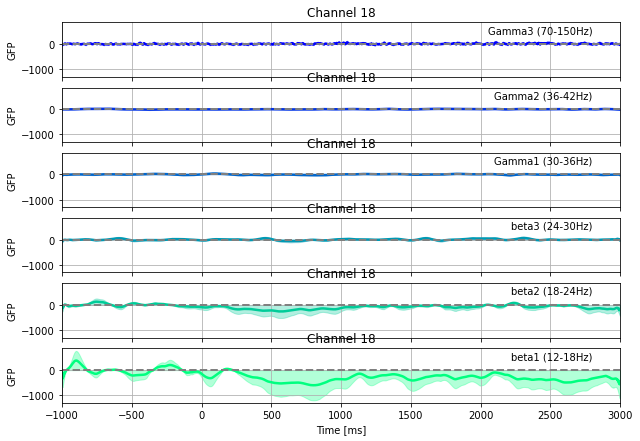 Channel 18
Gamma3 (70-150Hz)
GFP
0
−1000
Channel 18
Gamma2 (36-42Hz)
GFP
0
−1000
Channel 18
Gamma1 (30-36Hz)
GFP
0
−1000
Channel 18
beta3 (24-30Hz)
GFP
0
−1000
Channel 18
beta2 (18-24Hz)
GFP
0
−1000
Channel 18
beta1 (12-18Hz)
GFP
0
−1000
−1000 −500 0 500 1000 1500 2000 2500 3000
Time [ms]